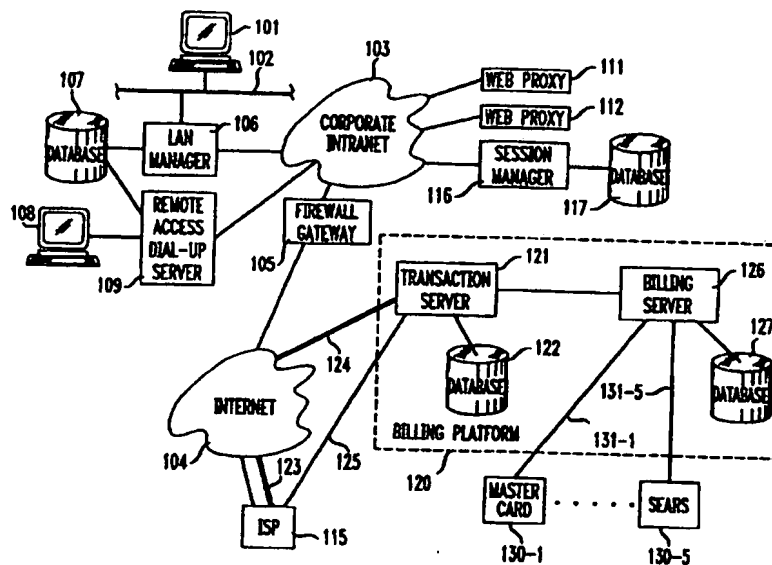 101
102
103
107
DATABASE
LAN
MANAGER
106
CORPORATE
INTRANET
WEB PROXY
111
WEB PROXY
112
SESSION
MANAGER
116
DATABASE
117
108
REMOTE
ACCESS
DIAL-UP
SERVER
109
FIREWALL
GATEWAY
105
TRANSACTION
SERVER
121
BILLING
SERVER
126
124
DATABASE
122
127
DATABASE
INTERNET
104
123
125
BILLING PLATFORM
120
131-5
131-1
ISP
115
MASTER
CARD
130-1
. . . . . .
SEARS
130-5